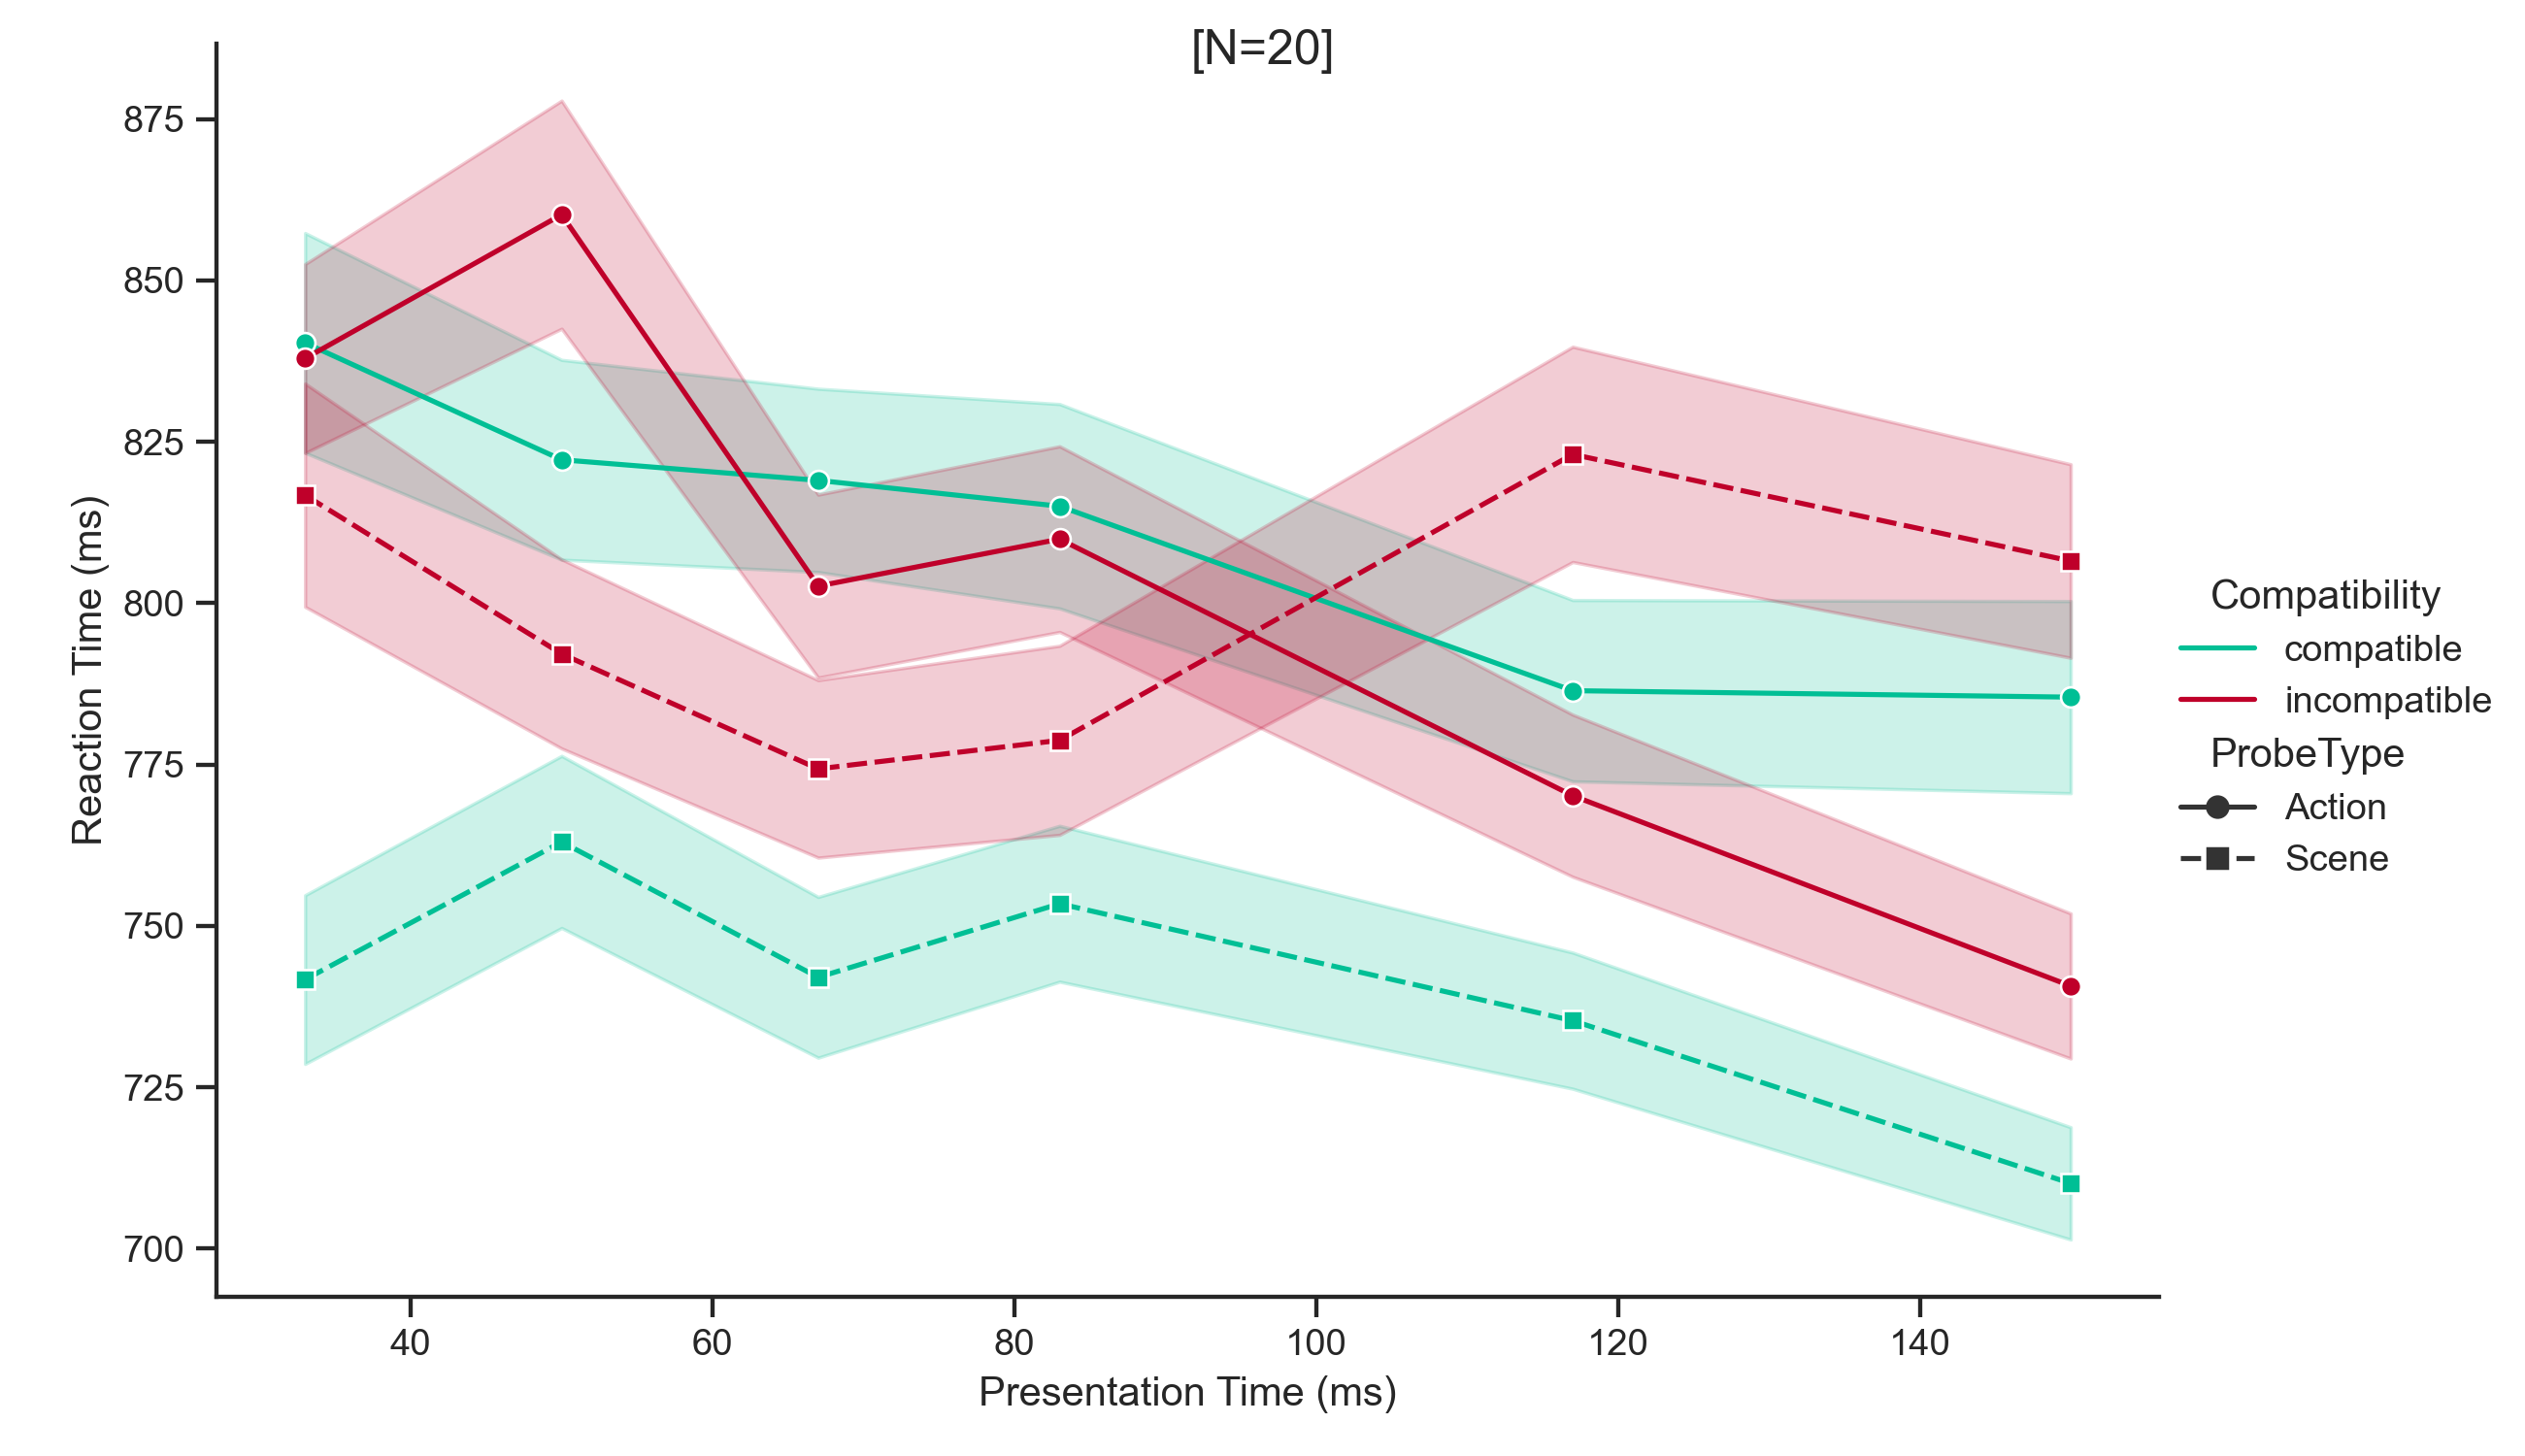 [N=20]
875
850
825
800
775
750
725
700
Reaction Time (ms)
40 60 80 100 120 140
Presentation Time (ms)
Compatibility
compatible
incompatible
ProbeType
Action
Scene